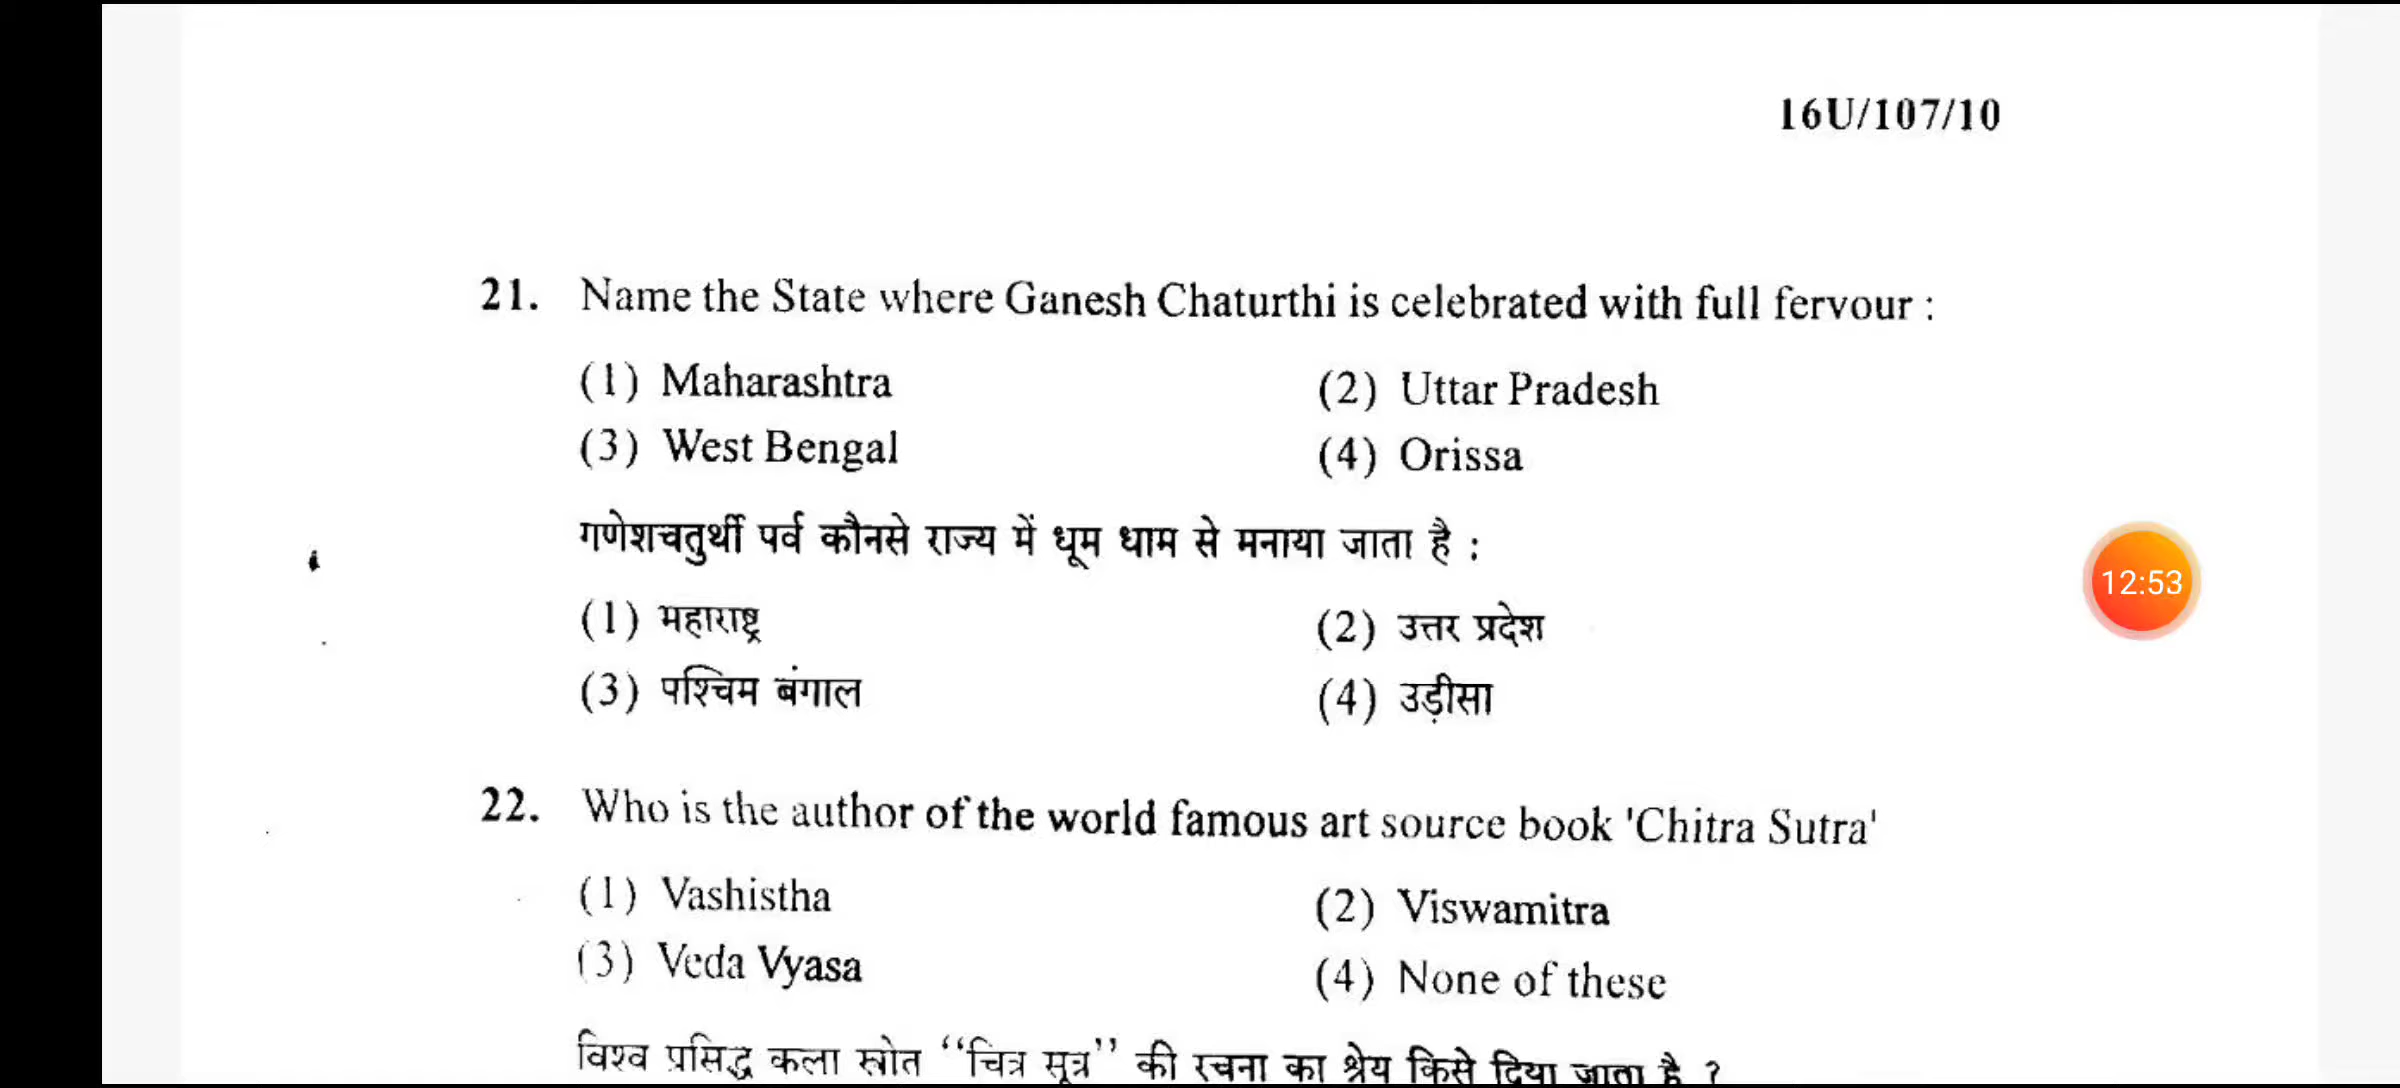 16U/107/10
21. Name the State where Ganesh Chaturthi is celebrated with full fervour :
(1) Maharashtra (2) Uttar Pradesh
(3) West Bengal (4) Orissa
गणेशचतुर्थी पर्व कौनसे राज्य में धूम धाम से मनाया जाता है :
(1) महाराष्ट्र (2) उत्तर प्रदेश
(3) पश्चिम बंगाल (4) उड़ीसा
12:53
22. Who is the author of the world famous art source book 'Chitra Sutra'
(1) Vashistha (2) Viswamitra
(3) Veda Vyasa (4) None of these
विश्व प्रसिद्ध कला स्त्रोत ‘‘चित्र सूत्र’’ की रचना का श्रेय किसे दिया जाता है ?